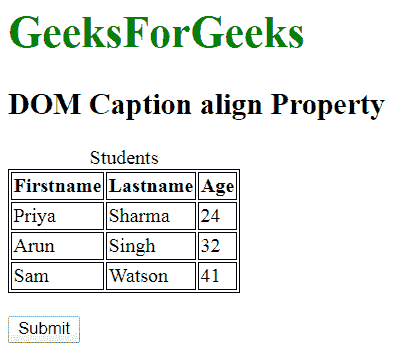 GeeksForGeeks
DOM Caption align Property
Students
Firstname Lastname Age
Priya Sharma 24
Arun Singh 32
Sam Watson 41
Submit